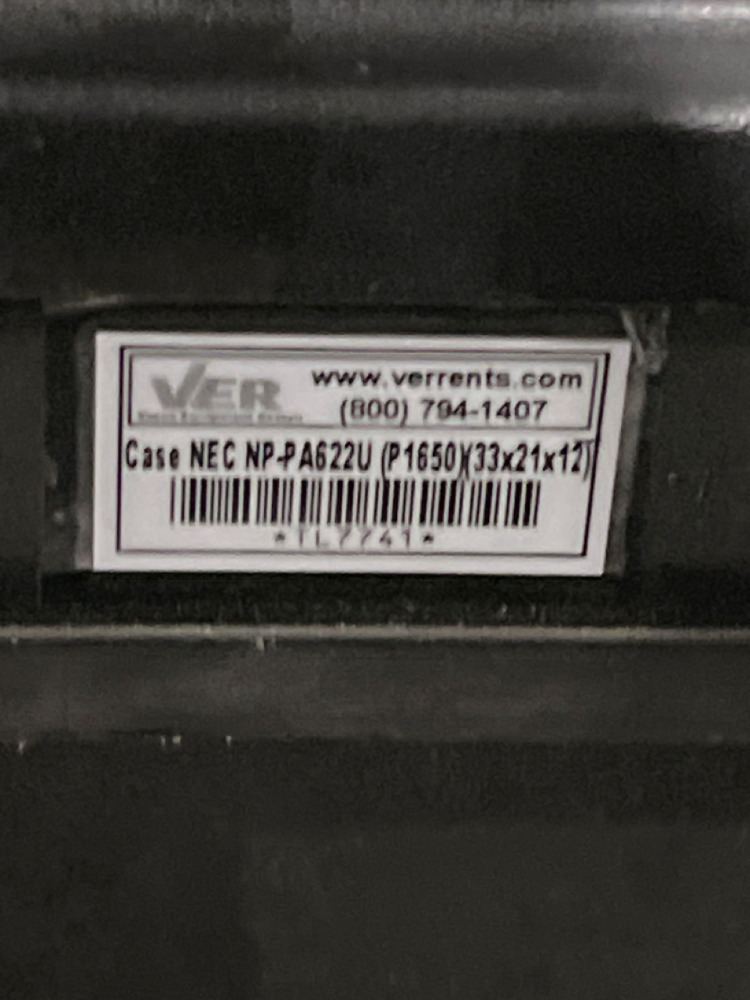 VER
www.verrents.com
(800) 794-1407
Case NEC NP-PA622U (P1650)(33x21x12)
*TL7741*